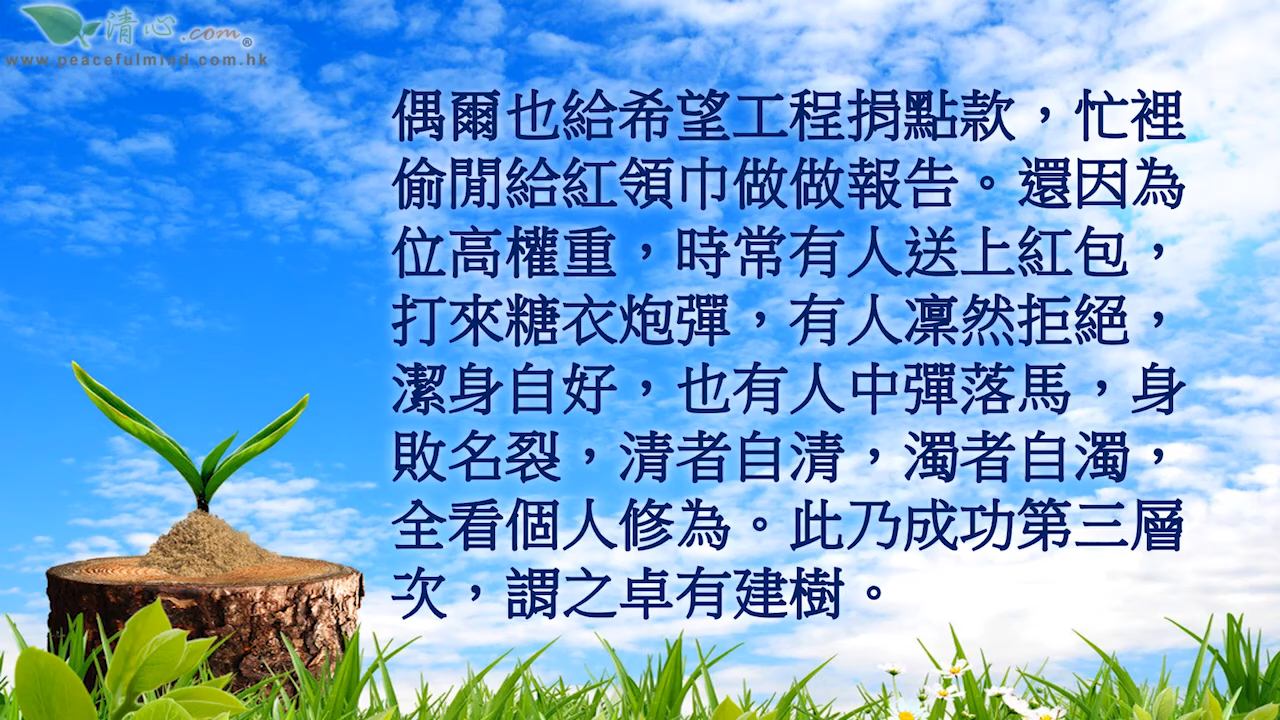 清心.com®
www.peacefulmind.com.hk
偶爾也給希望工程捐點款，忙裡
偷閒給紅領巾做做報告。還因為
位高權重，時常有人送上紅包，
打來糖衣炮彈，有人凜然拒絕，
潔身自好，也有人中彈落馬，身
敗名裂，清者自清，濁者自濁，
全看個人修為。此乃成功第三層
次，謂之卓有建樹。